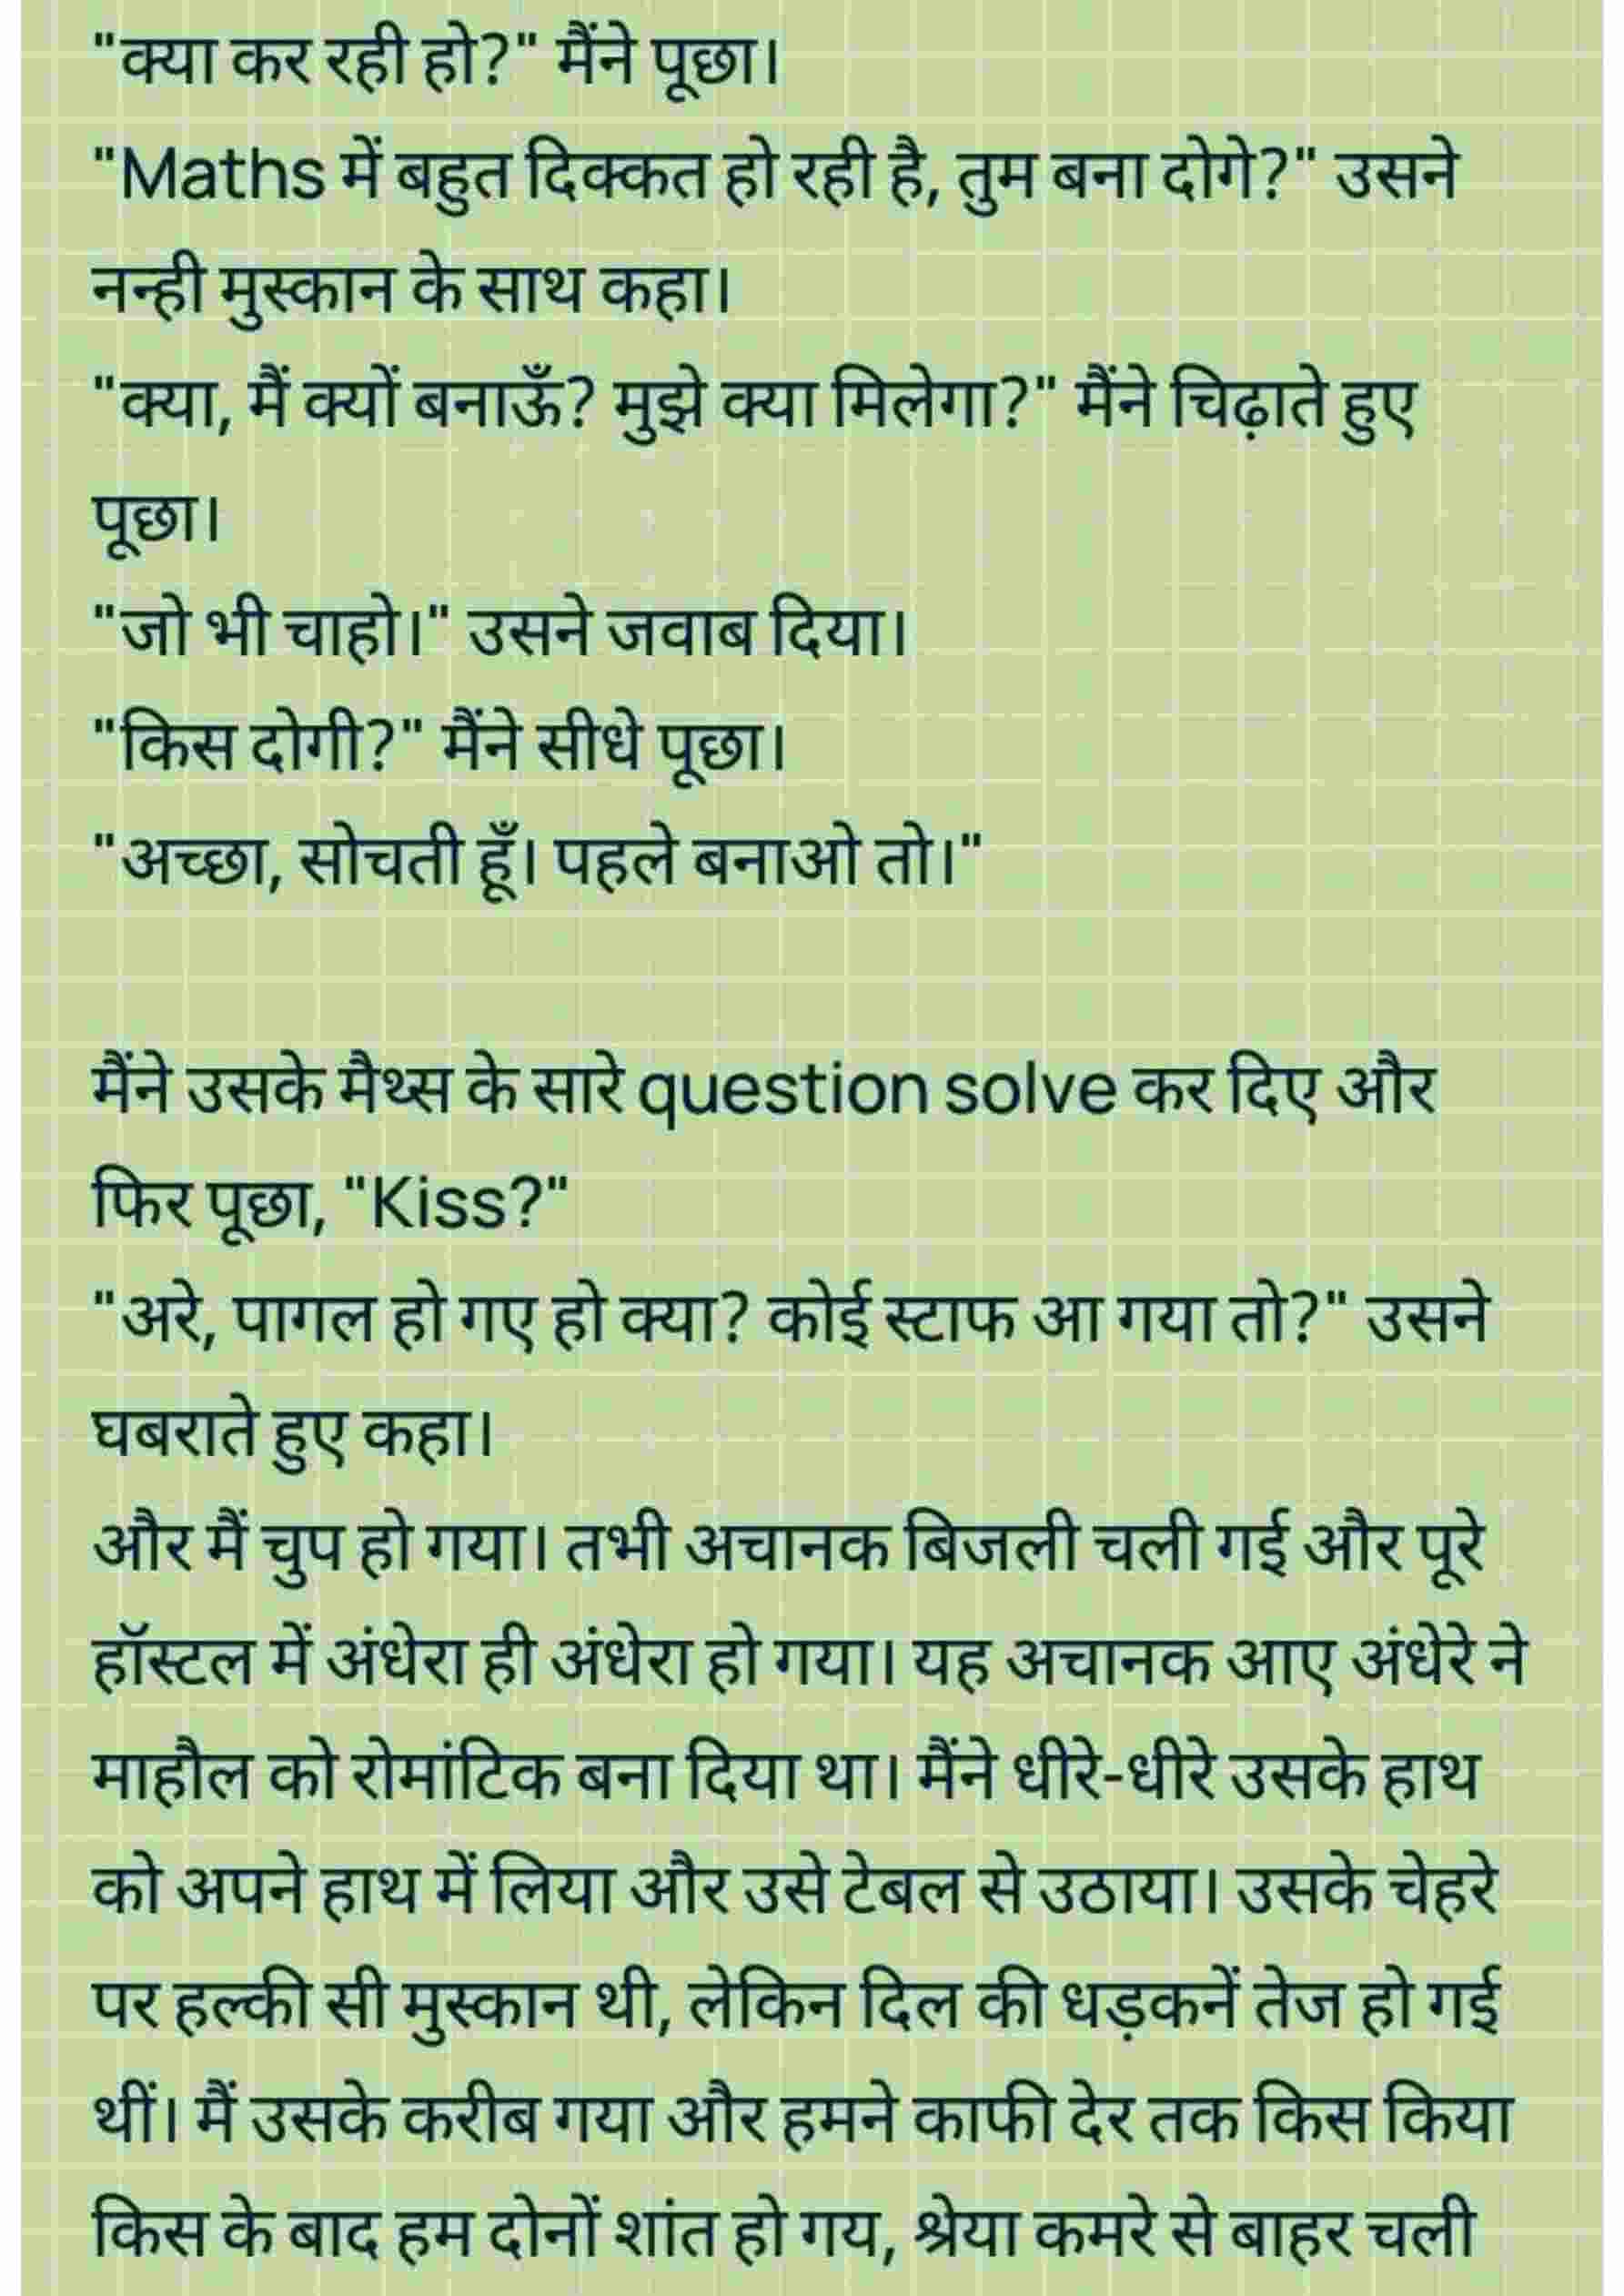 "क्या कर रही हो?" मैंने पूछा।
"Maths में बहुत दिक्कत हो रही है, तुम बना दोगे?" उसने
नन्ही मुस्कान के साथ कहा।
"क्या, मैं क्यों बनाऊँ? मुझे क्या मिलेगा?" मैंने चिढ़ाते हुए
पूछा।
"जो भी चाहो।" उसने जवाब दिया।
"किस दोगी?" मैंने सीधे पूछा।
"अच्छा, सोचती हूँ। पहले बनाओ तो।"
मैंने उसके मैथ्स के सारे question solve कर दिए और
फिर पूछा, "Kiss?"
"अरे, पागल हो गए हो क्या? कोई स्टाफ आ गया तो?" उसने
घबराते हुए कहा।
और मैं चुप हो गया। तभी अचानक बिजली चली गई और पूरे
हॉस्टल में अंधेरा ही अंधेरा हो गया। यह अचानक आए अंधेरे ने
माहौल को रोमांटिक बना दिया था। मैंने धीरे-धीरे उसके हाथ
को अपने हाथ में लिया और उसे टेबल से उठाया। उसके चेहरे
पर हल्की सी मुस्कान थी, लेकिन दिल की धड़कनें तेज हो गई
थीं। मैं उसके करीब गया और हमने काफी देर तक किस किया
किस के बाद हम दोनों शांत हो गय, श्रेया कमरे से बाहर चली